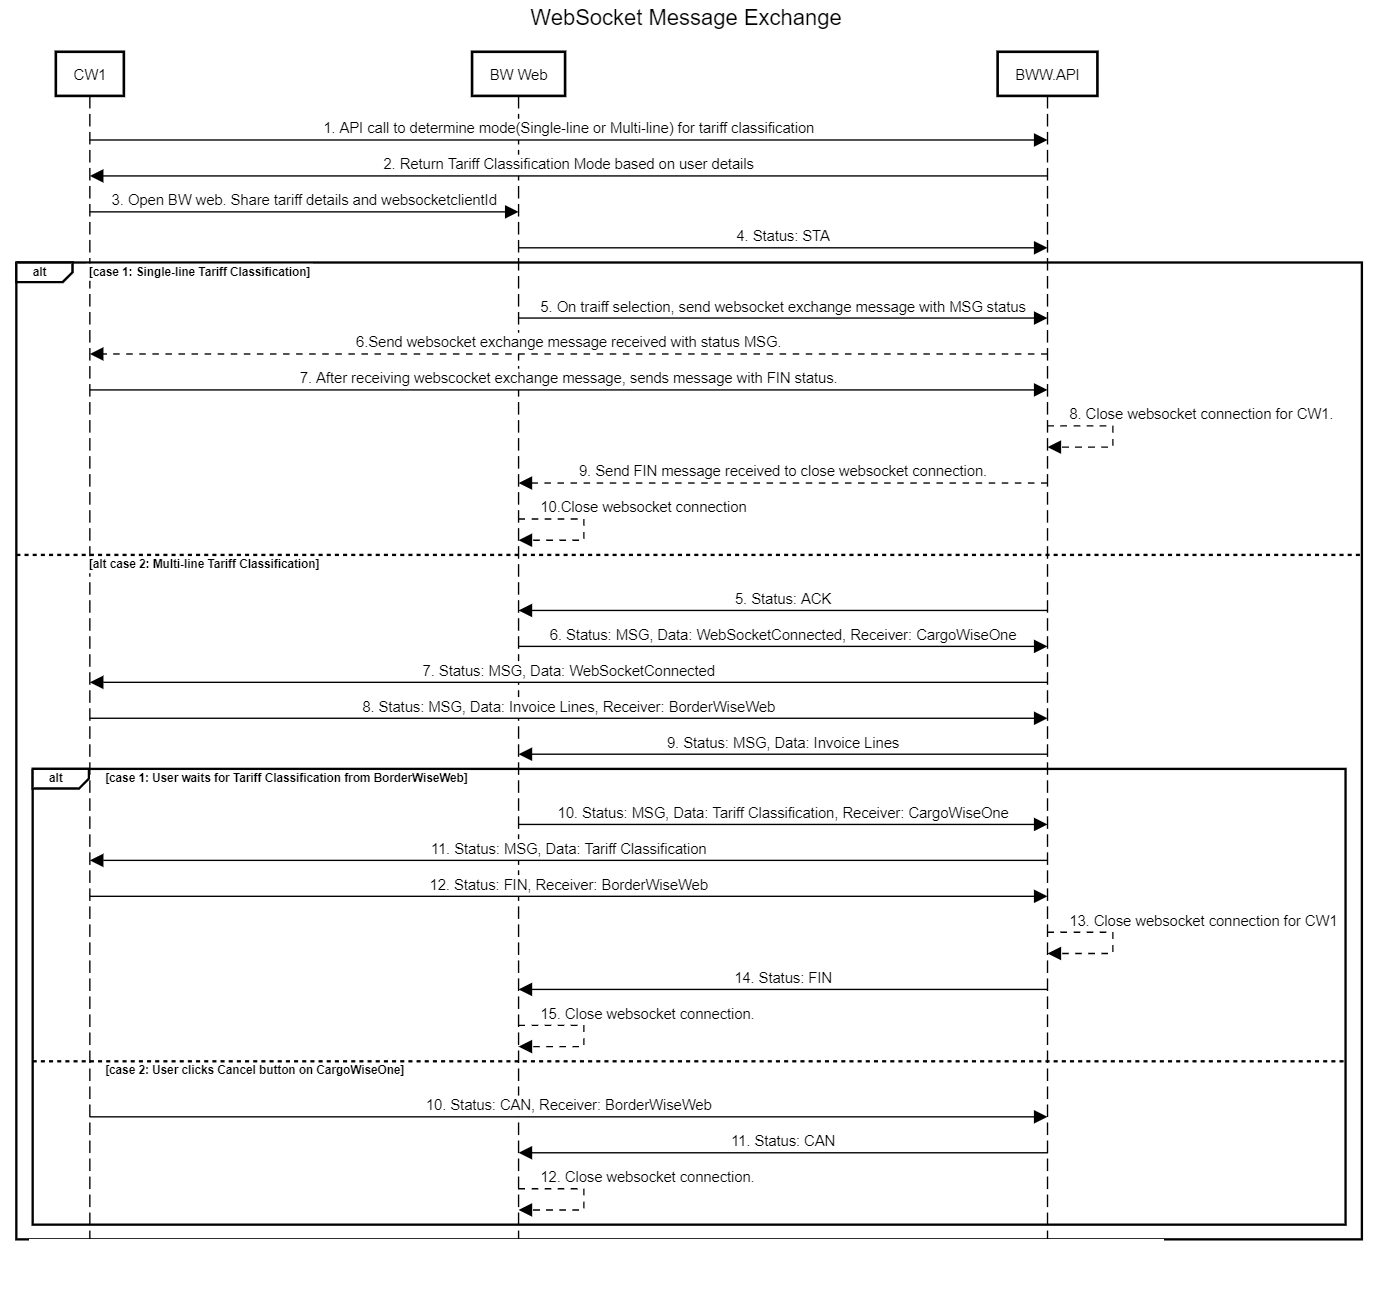 WebSocket Message Exchange
CW1
BW Web
BWW.API
1. API call to determine mode(Single-line or Multi-line) for tariff classification
2. Return Tariff Classification Mode based on user details
3. Open BW web. Share tariff details and websocketclientId
4. Status: STA
alt
[case 1: Single-line Tariff Classification]
5. On traiff selection, send websocket exchange message with MSG status
6.Send websocket exchange message received with status MSG.
7. After receiving webscocket exchange message, sends message with FIN status.
8. Close websocket connection for CW1.
9. Send FIN message received to close websocket connection.
10.Close websocket connection
[alt case 2: Multi-line Tariff Classification]
5. Status: ACK
6. Status: MSG, Data: WebSocketConnected, Receiver: CargoWiseOne
7. Status: MSG, Data: WebSocketConnected
8. Status: MSG, Data: Invoice Lines, Receiver: BorderWiseWeb
9. Status: MSG, Data: Invoice Lines
alt
[case 1: User waits for Tariff Classification from BorderWiseWeb]
10. Status: MSG, Data: Tariff Classification, Receiver: CargoWiseOne
11. Status: MSG, Data: Tariff Classification
12. Status: FIN, Receiver: BorderWiseWeb
13. Close websocket connection for CW1
14. Status: FIN
15. Close websocket connection.
[case 2: User clicks Cancel button on CargoWiseOne]
10. Status: CAN, Receiver: BorderWiseWeb
11. Status: CAN
12. Close websocket connection.